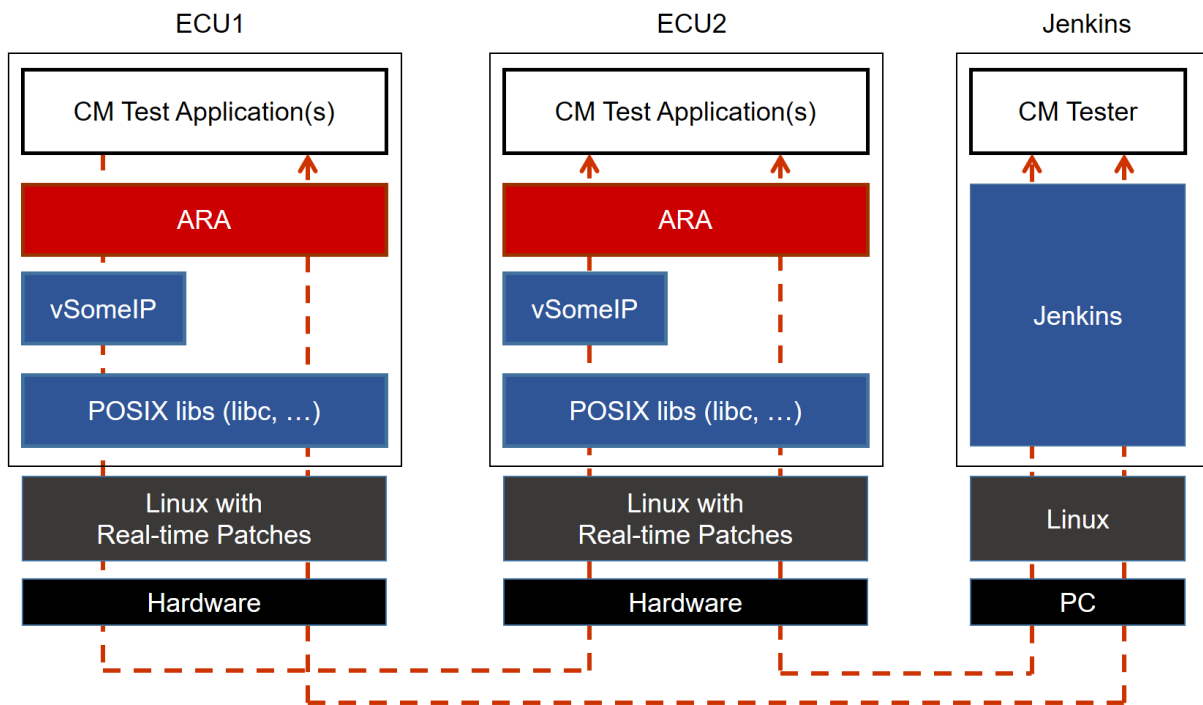 ECU1
ECU2
Jenkins
CM Test Application(s)
CM Test Application(s)
CM Tester
ARA
ARA
vSomeIP
vSomeIP
Jenkins
POSIX libs (libc, …)
POSIX libs (libc, …)
Linux with
Real-time Patches
Linux with
Real-time Patches
Linux
Hardware
Hardware
PC